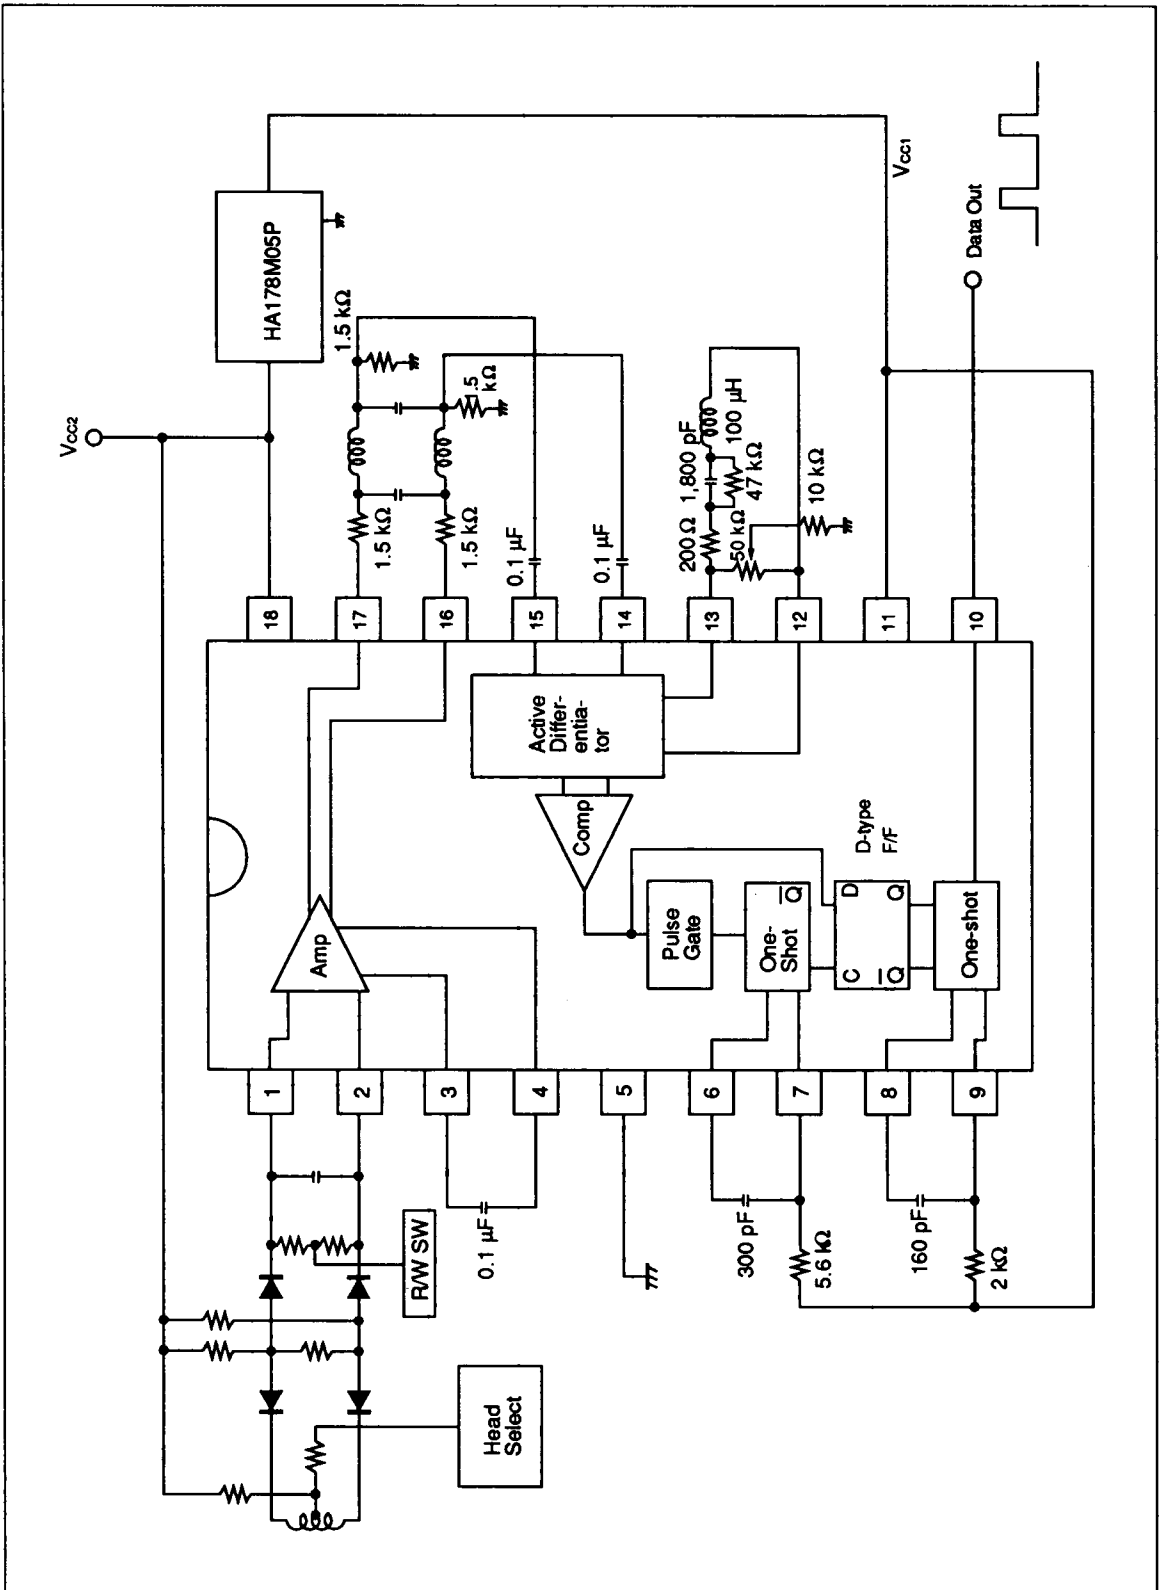 VCC2
HA178M05P
1.5 kΩ
1.5 kΩ
1.5
kΩ
1.5 kΩ
0.1 µF
0.1 µF
200 Ω
1,800 pF
100 µH
47 kΩ
50 kΩ
10 kΩ
VCC1
Data Out
18
17
16
15
14
13
12
11
10
Amp
Active
Differ-
entia-
tor
Comp
Pulse
Gate
One-
Shot
Q
D-type
F/F
D
C
Q
Q
One-shot
1
2
3
4
5
6
7
8
9
R/W SW
0.1 µF
Head
Select
300 pF
5.6 kΩ
160 pF
2 kΩ